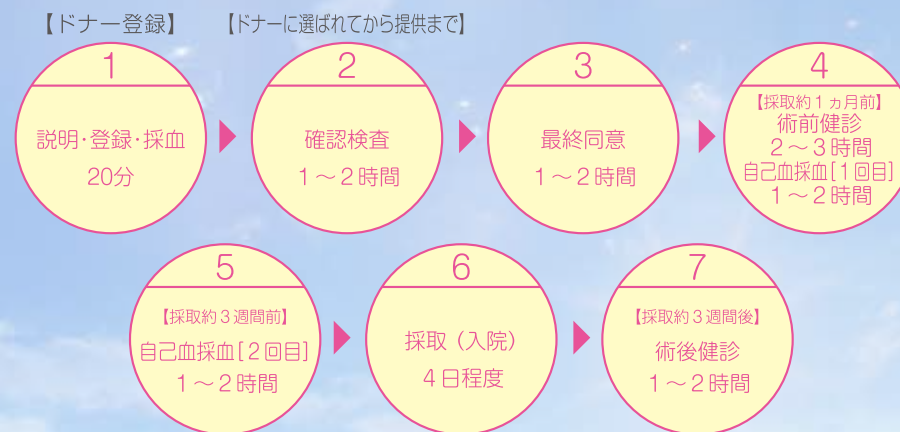 【ドナー登録】
【ドナーに選ばれてから提供まで】
1
説明・登録・採血
20分
2
確認検査
1～2時間
3
最終同意
1～2時間
4
【採取約1ヵ月前】
術前健診
2～3時間
自己血採血[1回目]
1～2時間
5
【採取約3週間前】
自己血採血[2回目]
1～2時間
6
採取（入院）
4日程度
7
【採取約3週間後】
術後健診
1～2時間